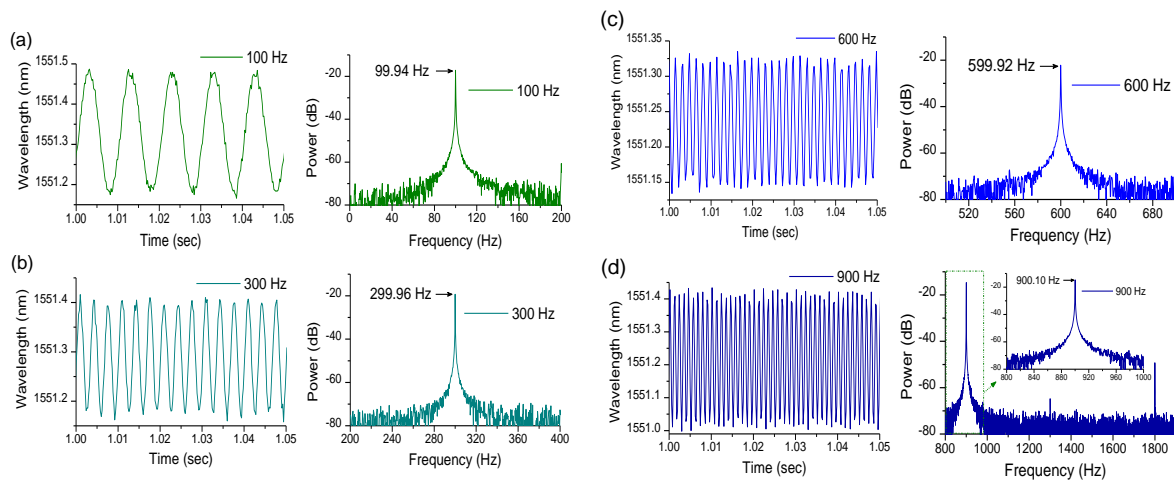 (a)
100 Hz
Wavelength (nm)
1551.5
1551.4
1551.3
1551.2
1.00 1.01 1.02 1.03 1.04 1.05
Time (sec)
99.94 Hz
100 Hz
Power (dB)
-20
-40
-60
-80
0 40 80 120 160 200
Frequency (Hz)
(b)
300 Hz
Wavelength (nm)
1551.4
1551.3
1551.2
1.00 1.01 1.02 1.03 1.04 1.05
Time (sec)
299.96 Hz
300 Hz
Power (dB)
-20
-40
-60
-80
200 240 280 320 360 400
Frequency (Hz)
(c)
600 Hz
Wavelength (nm)
1551.35
1551.30
1551.25
1551.20
1551.15
1.00 1.01 1.02 1.03 1.04 1.05
Time (sec)
599.92 Hz
600 Hz
Power (dB)
-20
-40
-60
-80
520 560 600 640 680
Frequency (Hz)
(d)
900 Hz
Wavelength (nm)
1551.4
1551.3
1551.2
1551.1
1551.0
1.00 1.01 1.02 1.03 1.04 1.05
Time (sec)
Power (dB)
-20
-40
-60
-80
800 1000 1200 1400 1600 1800
Frequency (Hz)
900.10 Hz
900 Hz
-20
-40
-60
-80
800 840 880 920 960 1000